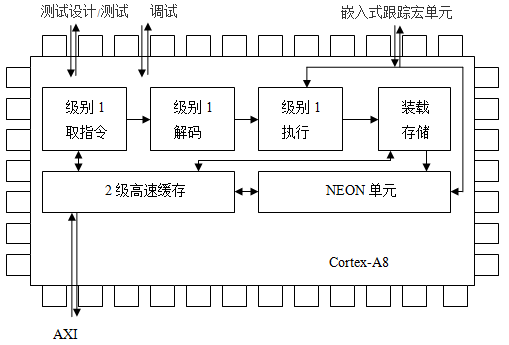 测试设计/测试 调试 嵌入式跟踪宏单元
级别 1
取指令
级别 1
解码
级别 1
执行
装载
存储
2 级高速缓存
NEON 单元
Cortex-A8
AXI